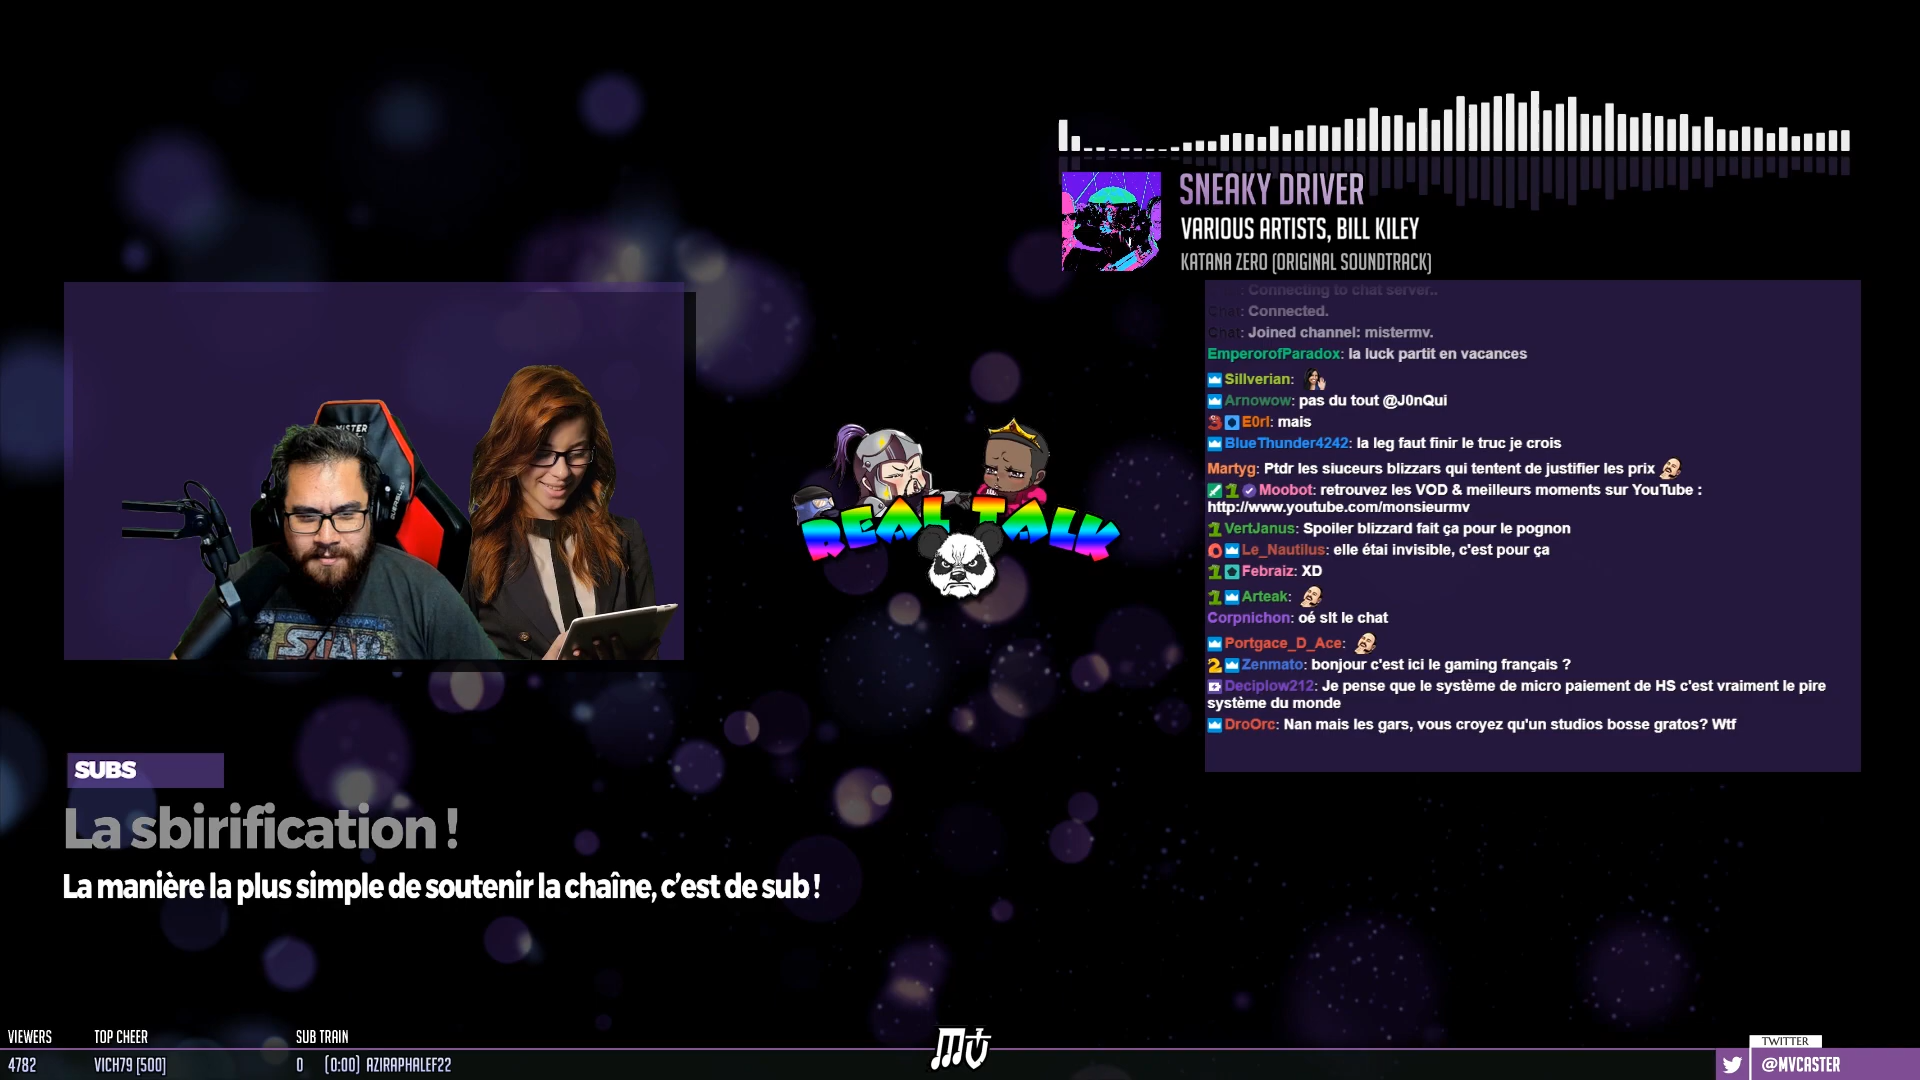 SNEAKY DRIVER
VARIOUS ARTISTS, BILL KILEY
KATANA ZERO (ORIGINAL SOUNDTRACK)
: Connecting to chat server..
Chat: Connected.
Chat: Joined channel: mistermv.
EmperorofParadox: la luck partit en vacances
Sillverian:
Arnowow: pas du tout @J0nQui
E0ri: mais
BlueThunder4242: la leg faut finir le truc je crois
Martyg: Ptdr les siuceurs blizzars qui tentent de justifier les prix
Moobot: retrouvez les VOD & meilleurs moments sur YouTube :
http://www.youtube.com/monsieurmv
VertJanus: Spoiler blizzard fait ça pour le pognon
Le_Nautilus: elle étai invisible, c'est pour ça
Febraiz: XD
Arteak:
Corpnichon: oé slt le chat
Portgace_D_Ace:
Zenmato: bonjour c'est ici le gaming français ?
Deciplow212: Je pense que le système de micro paiement de HS c'est vraiment le pire
système du monde
DroOrc: Nan mais les gars, vous croyez qu'un studios bosse gratos? Wtf
REAL TALK
STAR
SUBS
La sbirification !
La manière la plus simple de soutenir la chaîne, c'est de sub !
VIEWERS TOP CHEER SUB TRAIN
4782 VICH79 [500] 0 (0:00) AZIRAPHALEF22
MV
TWITTER
@MVCASTER